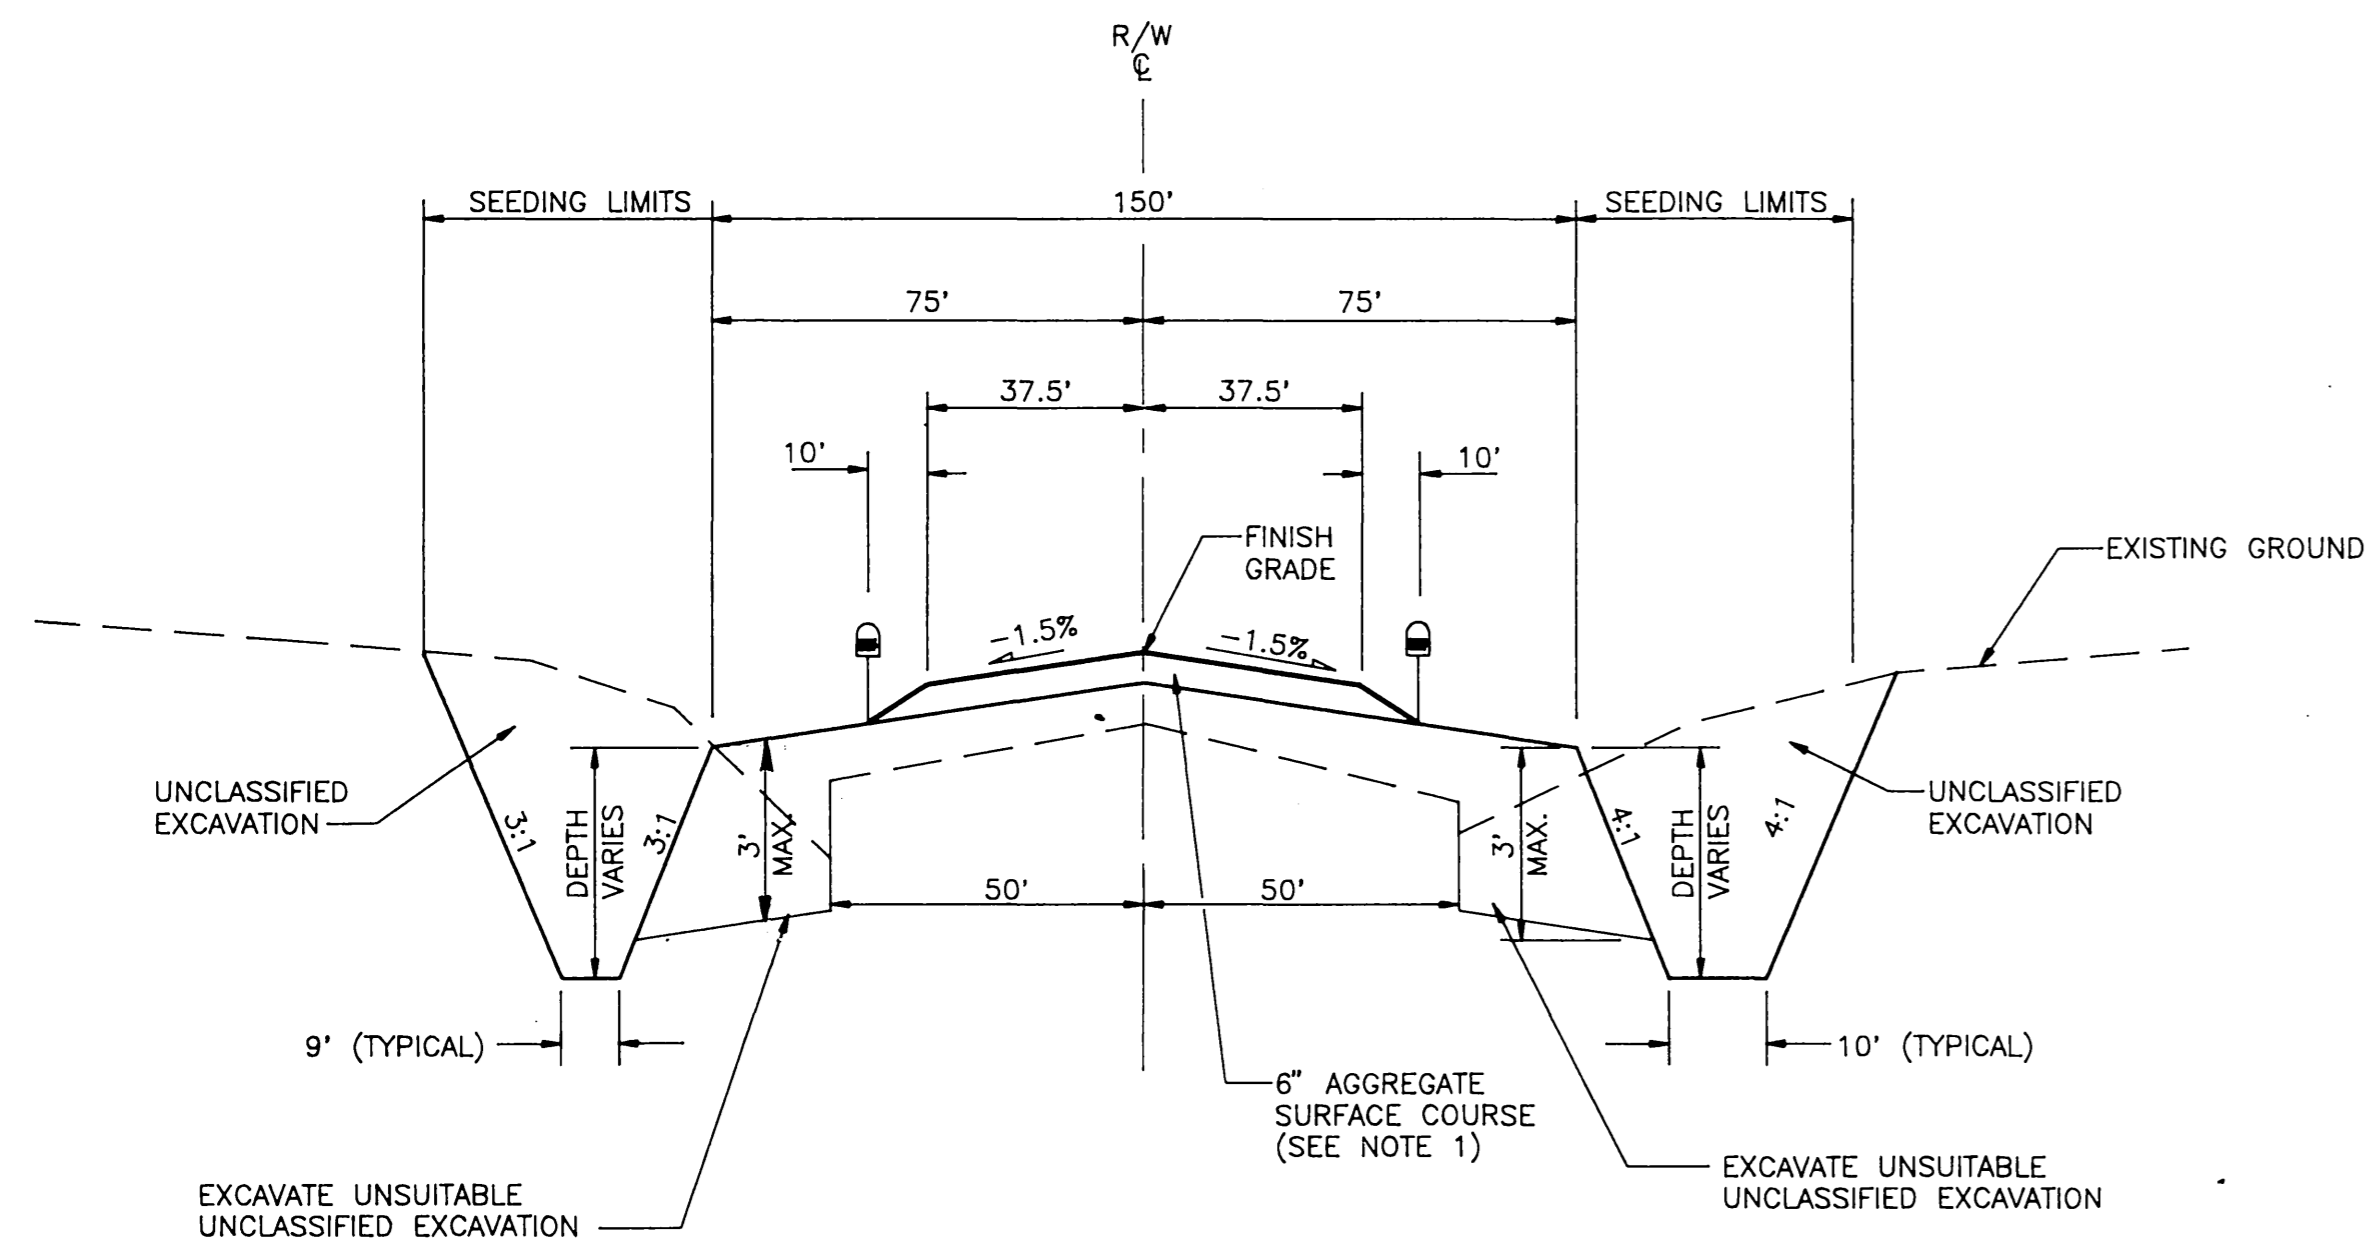 R/W
℄
SEEDING LIMITS
150'
SEEDING LIMITS
75'
75'
37.5'
37.5'
10'
10'
FINISH
GRADE
EXISTING GROUND
-1.5%
-1.5%
UNCLASSIFIED
EXCAVATION
3:1
DEPTH
VARIES
3:1
3'
MAX.
3'
MAX.
4:1
DEPTH
VARIES
4:1
UNCLASSIFIED
EXCAVATION
50'
50'
9' (TYPICAL)
10' (TYPICAL)
6" AGGREGATE
SURFACE COURSE
(SEE NOTE 1)
EXCAVATE UNSUITABLE
UNCLASSIFIED EXCAVATION
EXCAVATE UNSUITABLE
UNCLASSIFIED EXCAVATION